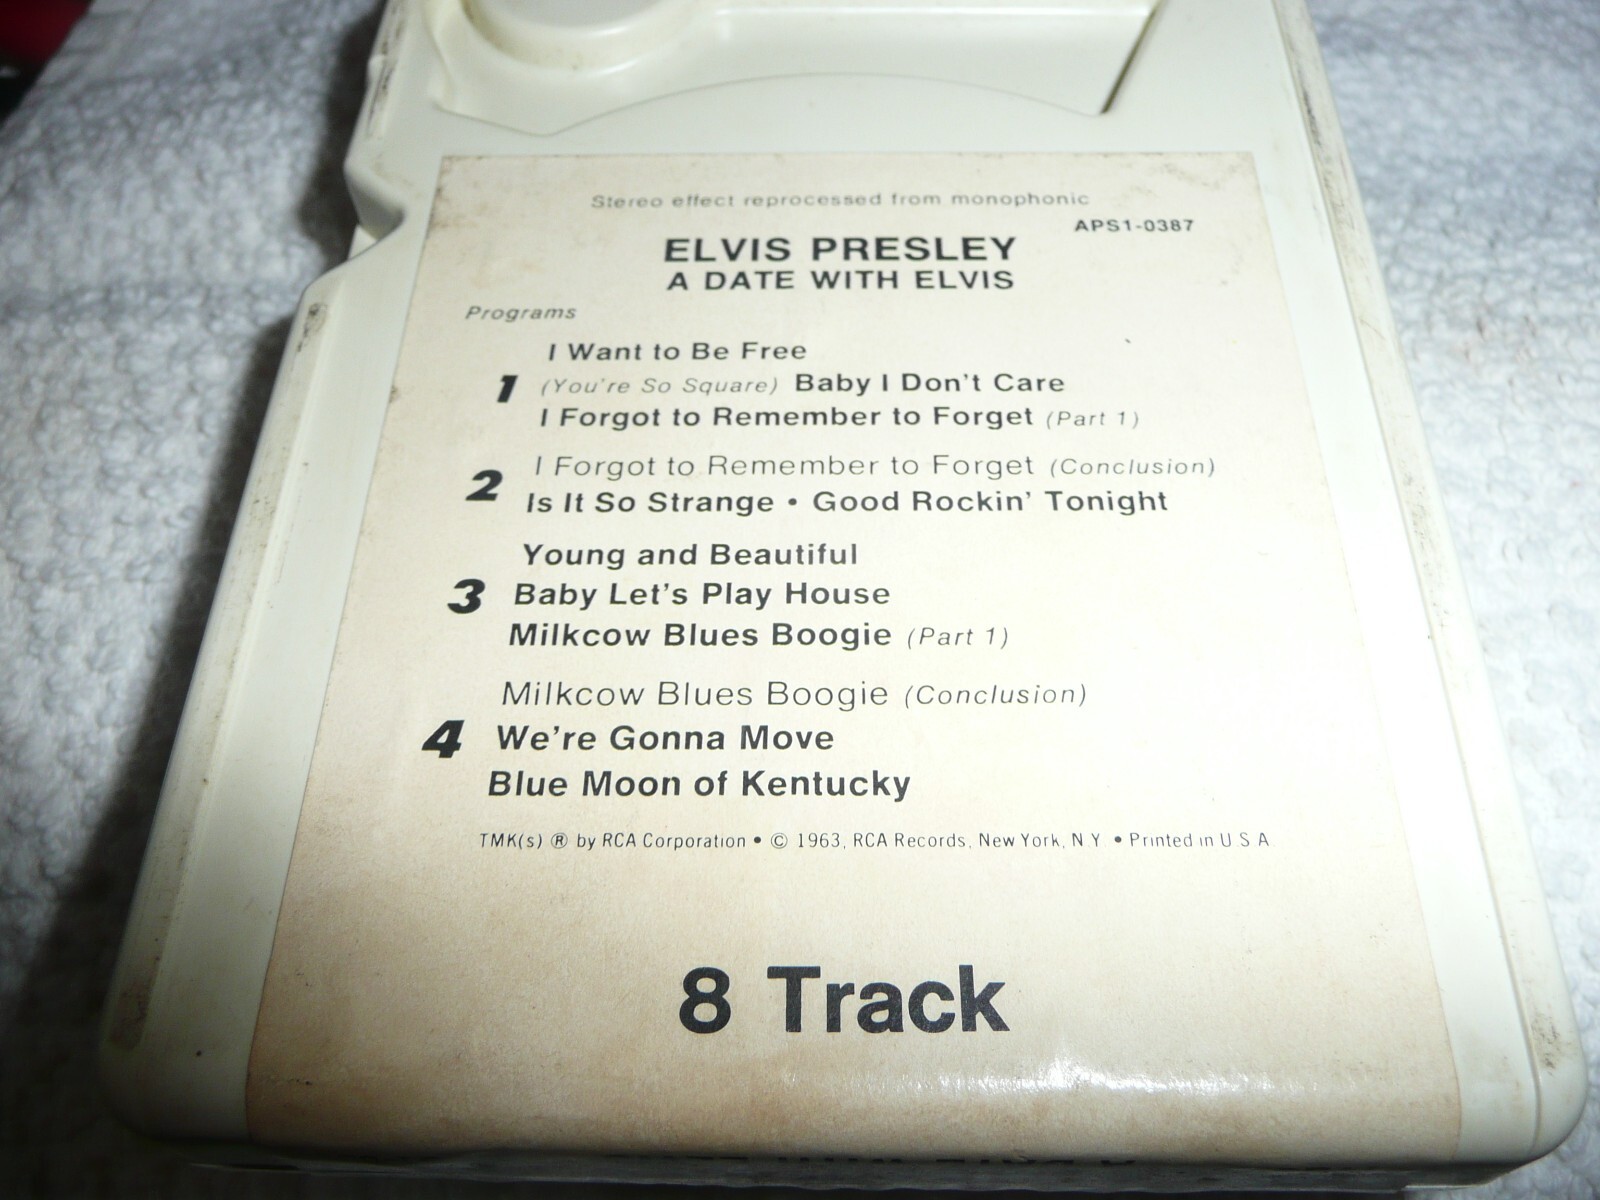 Stereo effect reprocessed from monophonic
APS1-0387
ELVIS PRESLEY
A DATE WITH ELVIS
Programs
I Want to Be Free
1 (You're So Square) Baby I Don't Care
I Forgot to Remember to Forget (Part 1)
I Forgot to Remember to Forget (Conclusion)
2 Is It So Strange • Good Rockin' Tonight
Young and Beautiful
3 Baby Let's Play House
Milkcow Blues Boogie (Part 1)
Milkcow Blues Boogie (Conclusion)
4 We're Gonna Move
Blue Moon of Kentucky
TMK(s) ® by RCA Corporation • © 1963, RCA Records, New York, N Y • Printed in U S A
8 Track